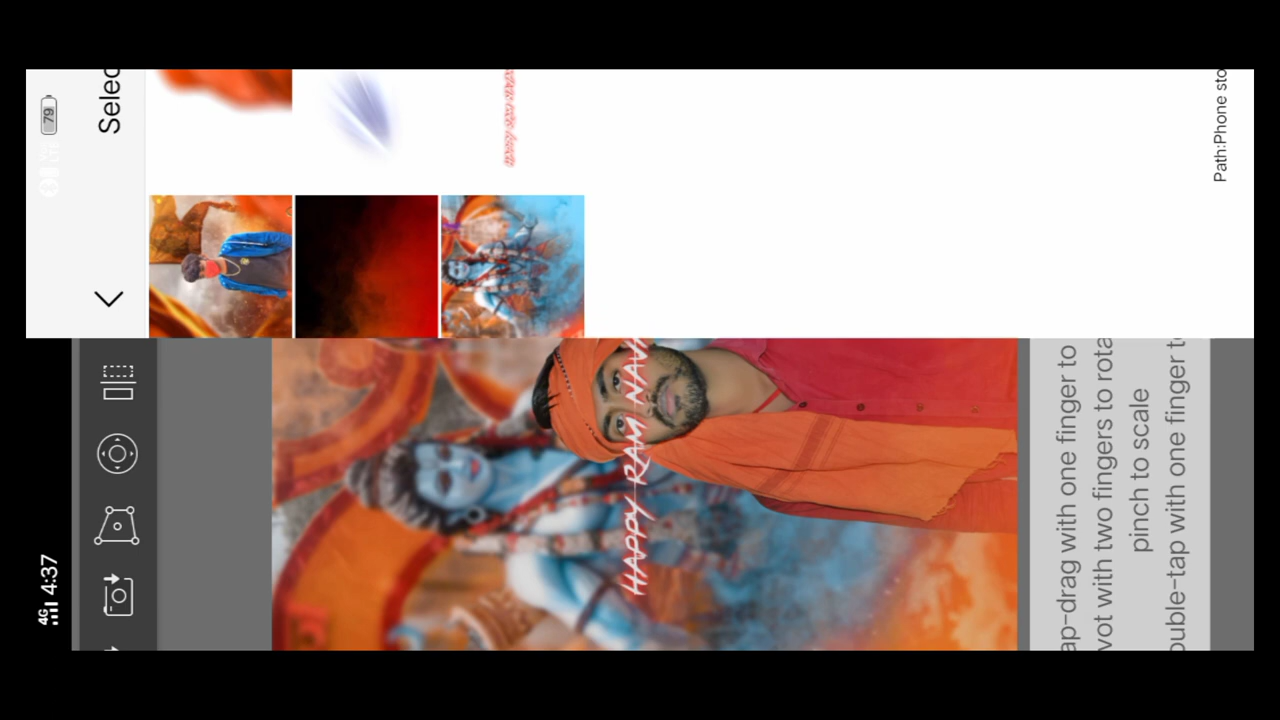 79
Selec
Path:Phone sto
4G 4:37
HAPPY RAM NAV
ap-drag with one finger to
vot with two fingers to rota
pinch to scale
ouble-tap with one finger t